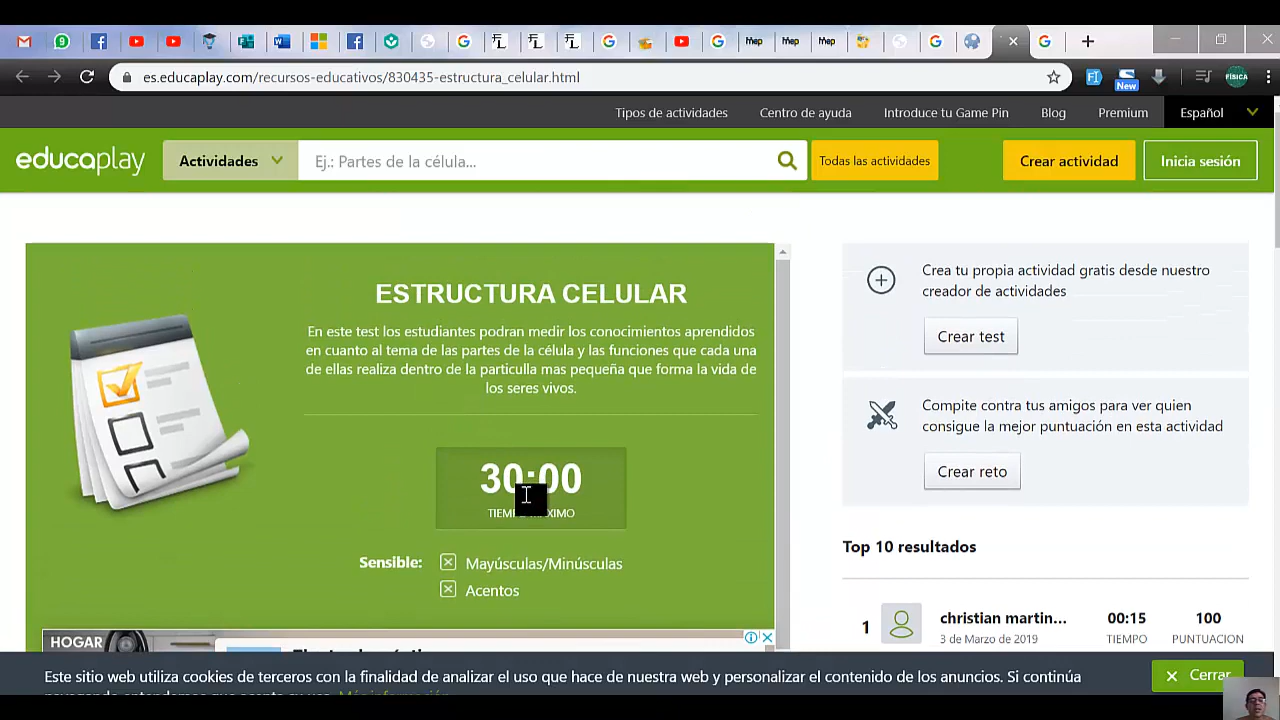 es.educaplay.com/recursos-educativos/830435-estructura_celular.html
New
FÍSICA
Tipos de actividades
Centro de ayuda
Introduce tu Game Pin
Blog
Premium
Español
educaplay
Actividades
Ej.: Partes de la célula...
Todas las actividades
Crear actividad
Inicia sesión
ESTRUCTURA CELULAR
En este test los estudiantes podran medir los conocimientos aprendidos
en cuanto al tema de las partes de la célula y las funciones que cada una
de ellas realiza dentro de la particulla mas pequeña que forma la vida de
los seres vivos.
30:00
Sensible:
Mayúsculas/Minúsculas
Acentos
HOGAR
Crea tu propia actividad gratis desde nuestro
creador de actividades
Crear test
Compite contra tus amigos para ver quien
consigue la mejor puntuación en esta actividad
Crear reto
Top 10 resultados
1
christian martin...
3 de Marzo de 2019
00:15
TIEMPO
100
PUNTUACION
Este sitio web utiliza cookies de terceros con la finalidad de analizar el uso que hace de nuestra web y personalizar el contenido de los anuncios. Si continúa
Cerrar